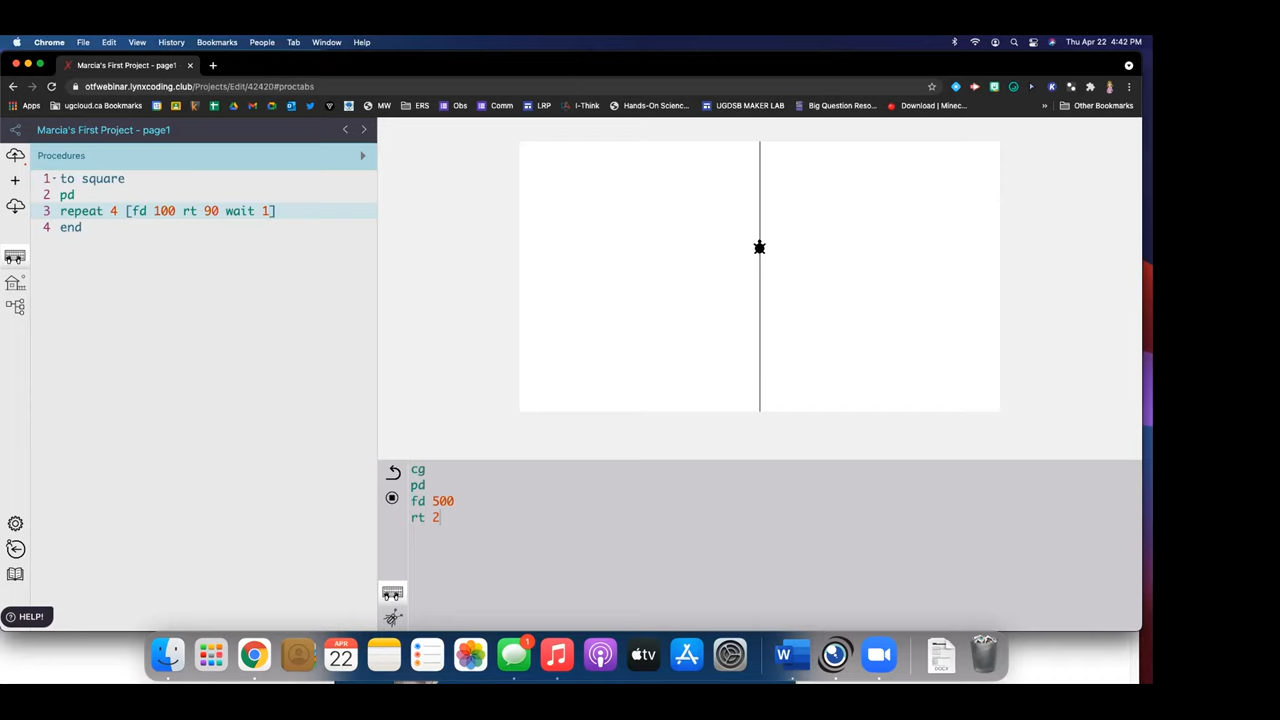 Chrome File Edit View History Bookmarks People Tab Window Help Thu Apr 22 4:42 PM
Marcia's First Project - page1
otfwebinar.lynxcoding.club/Projects/Edit/42420#proctabs
Apps ugcloud.ca Bookmarks MW ERS Obs Comm LRP I-Think Hands-On Scienc... UGDSB MAKER LAB Big Question Reso... Download | Minec... » Other Bookmarks
Marcia's First Project - page1
Procedures
1 to square
2 pd
3 repeat 4 [fd 100 rt 90 wait 1]
4 end
cg
pd
fd 500
rt 2
? HELP!
APR
22
1
tv
W
DOCX